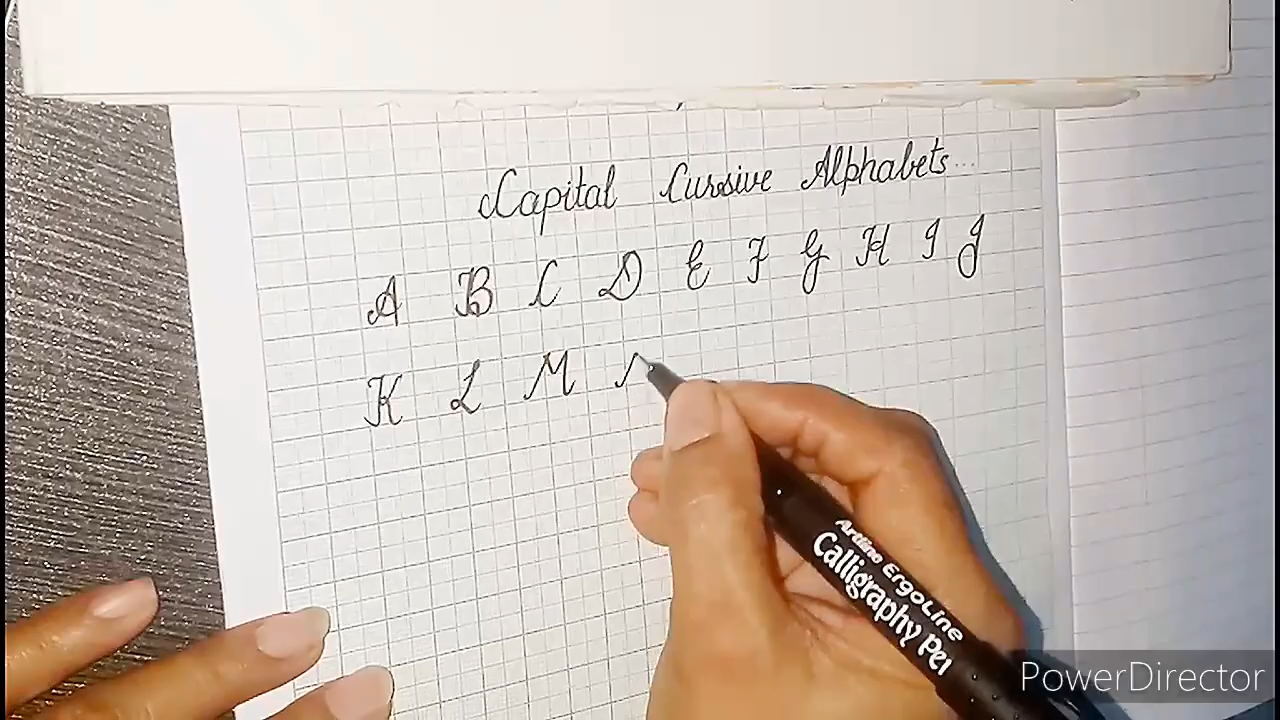 Capital Cursive Alphabets...
A B C D E F G H I J
K L M
Artline ErgoLine
Calligraphy Pen
PowerDirector